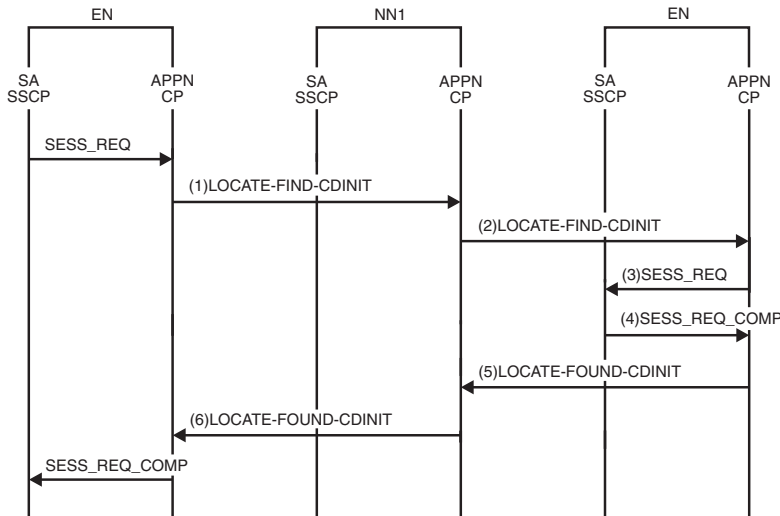 EN
NN1
EN
SA
SSCP
APPN
CP
SA
SSCP
APPN
CP
SA
SSCP
APPN
CP
SESS_REQ
(1)LOCATE-FIND-CDINIT
(2)LOCATE-FIND-CDINIT
(3)SESS_REQ
(4)SESS_REQ_COMP
(5)LOCATE-FOUND-CDINIT
(6)LOCATE-FOUND-CDINIT
SESS_REQ_COMP